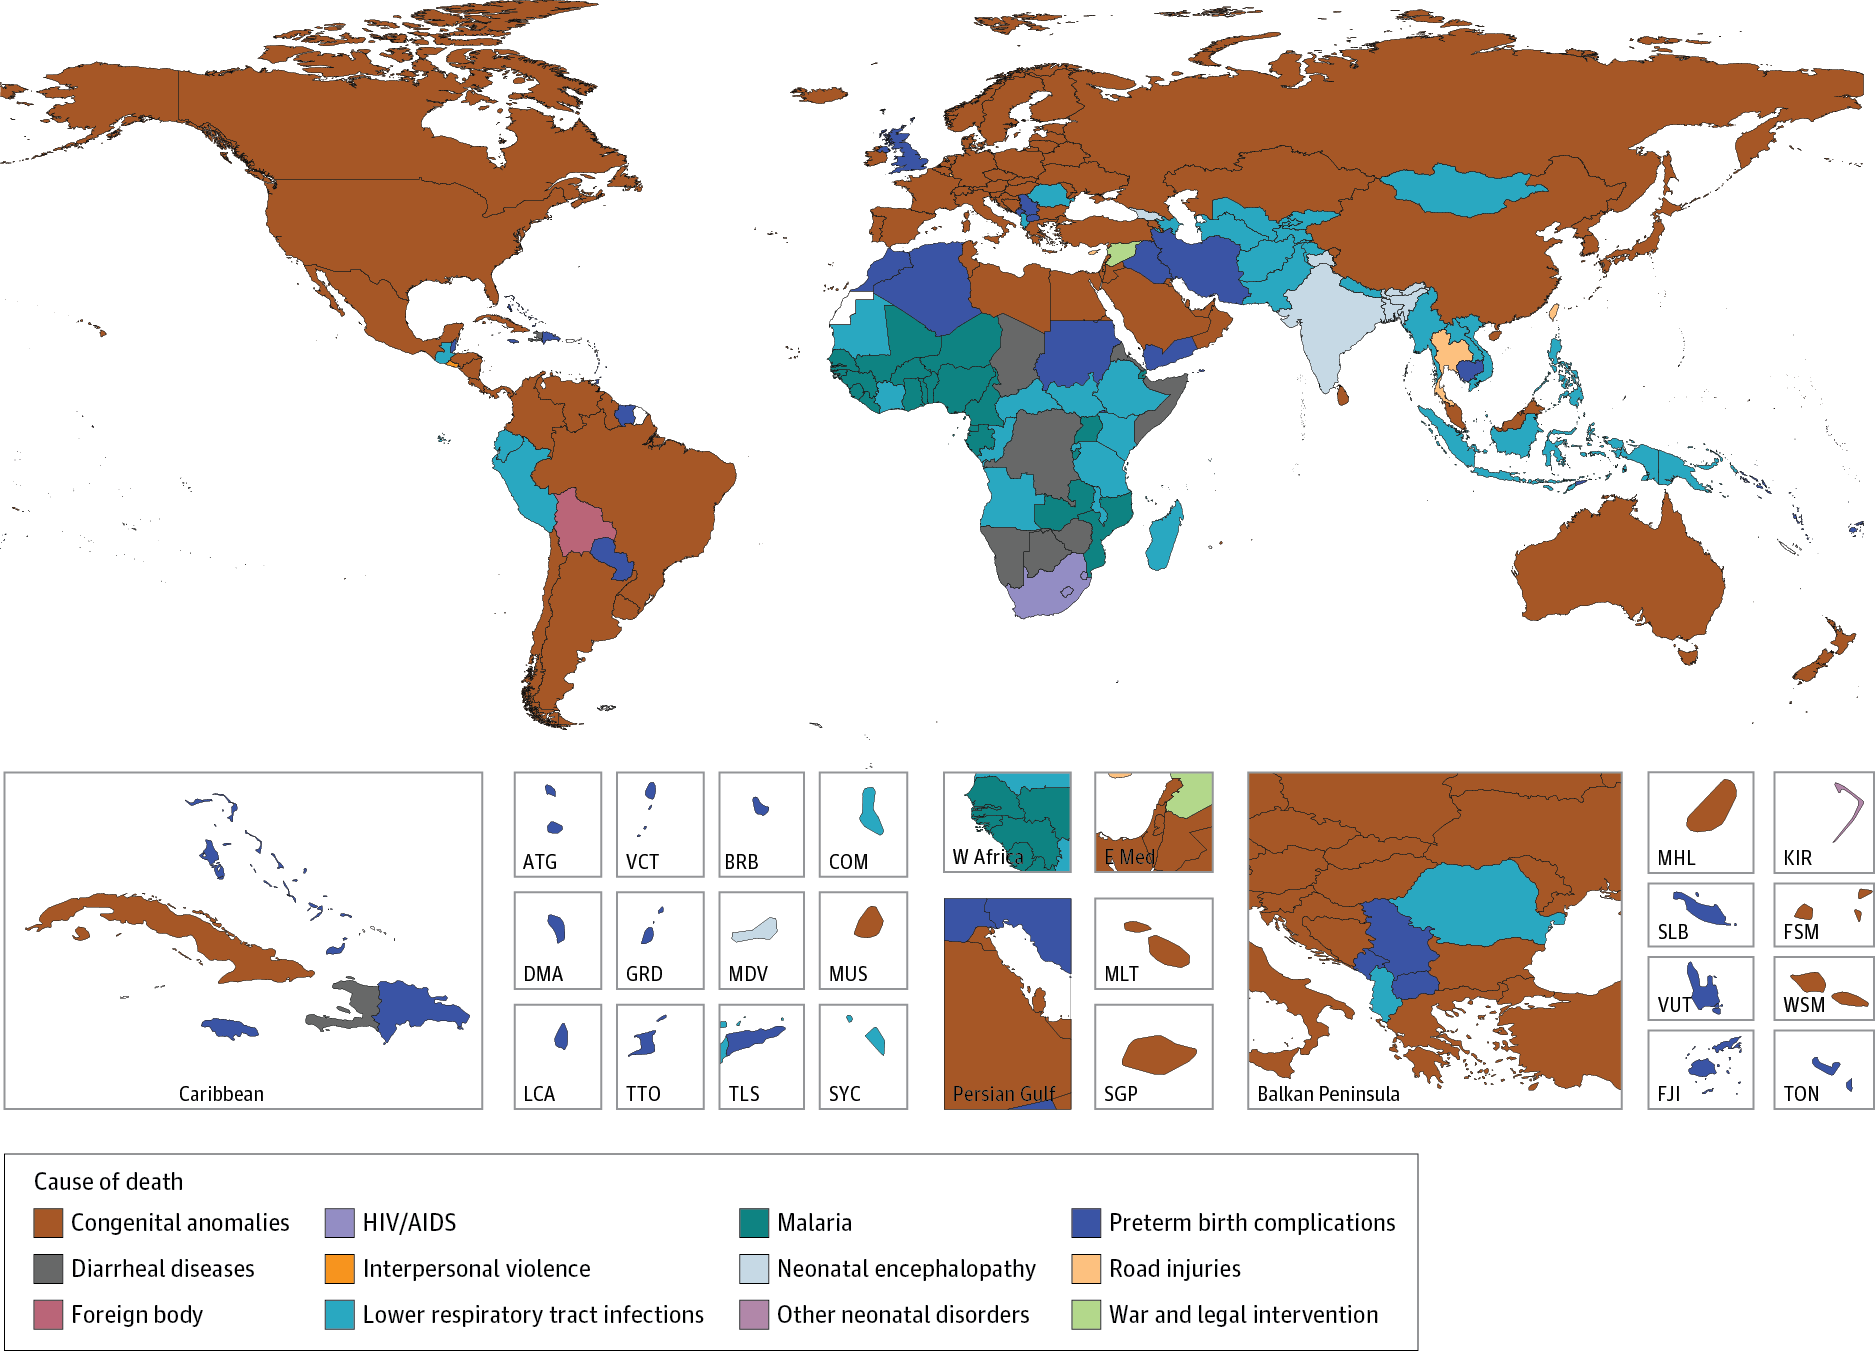 ATG
VCT
BRB
COM
W Africa
E Med
MHL
KIR
DMA
GRD
MDV
MUS
MLT
SLB
FSM
VUT
WSM
Caribbean
LCA
TTO
TLS
SYC
Persian Gulf
SGP
Balkan Peninsula
FJI
TON
Cause of death
Congenital anomalies
HIV/AIDS
Malaria
Preterm birth complications
Diarrheal diseases
Interpersonal violence
Neonatal encephalopathy
Road injuries
Foreign body
Lower respiratory tract infections
Other neonatal disorders
War and legal intervention